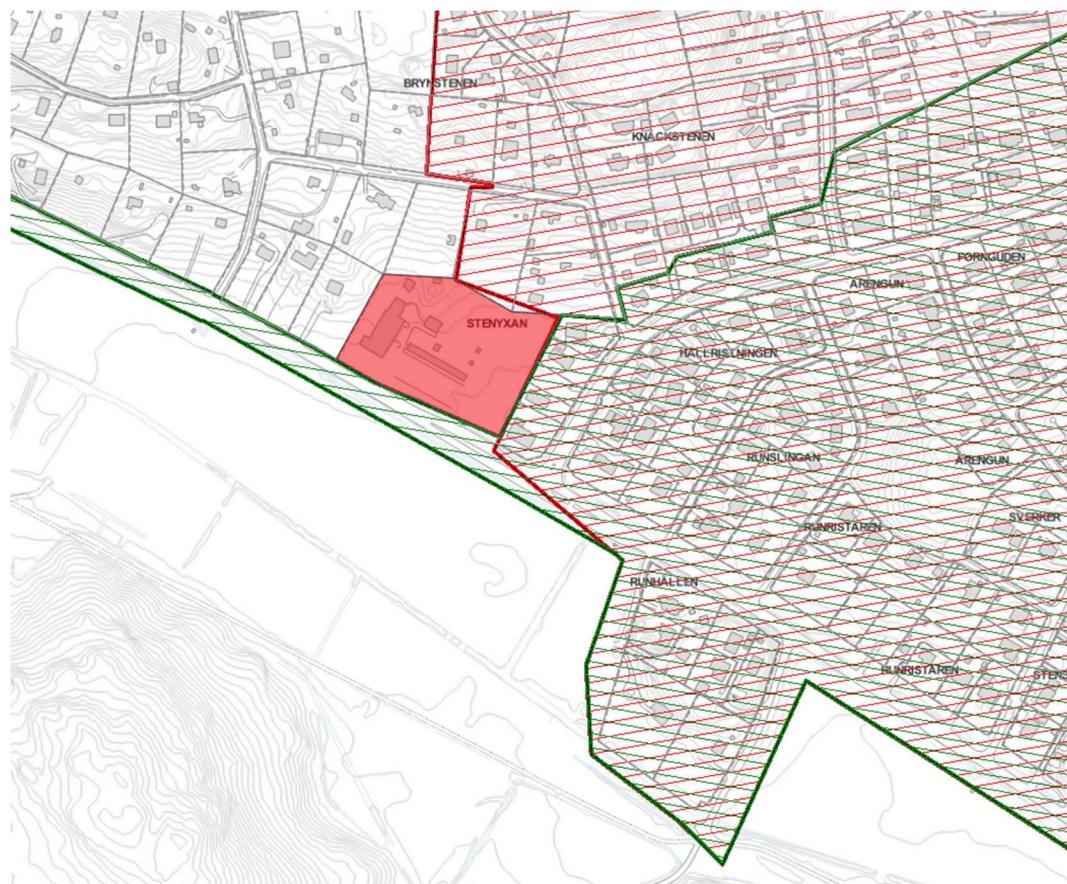 BRYNSTENEN
KNACKSTENEN
FORNGUDEN
ARENGUN
STENYXAN
HÄLLRISTNINGEN
RUNSLINGAN
ARENGUN
SVERKER
RUNRISTAREN
RUNHÄLLEN
RUNRISTAREN